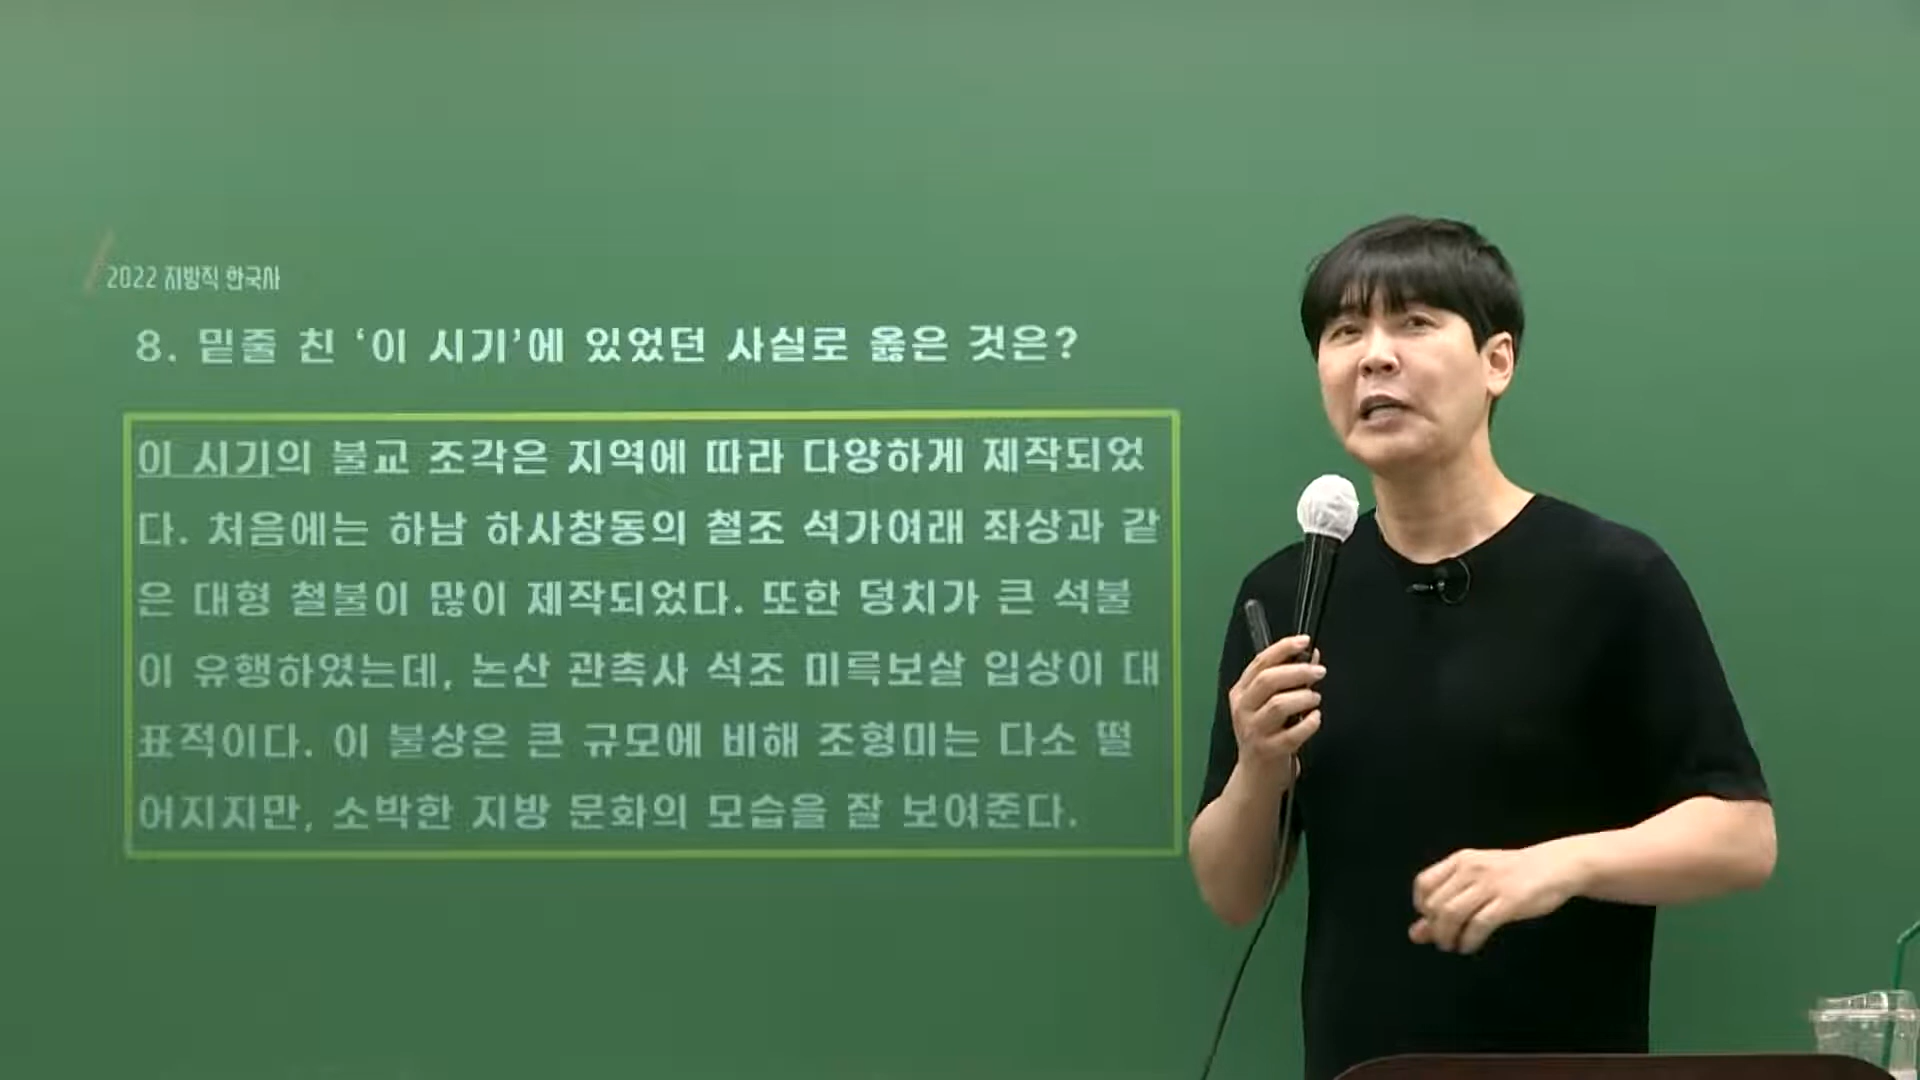 2022 지방직 한국사
8. 밑줄 친 ‘이 시기’에 있었던 사실로 옳은 것은?
이 시기의 불교 조각은 지역에 따라 다양하게 제작되었
다. 처음에는 하남 하사창동의 철조 석가여래 좌상과 같
은 대형 철불이 많이 제작되었다. 또한 덩치가 큰 석불
이 유행하였는데, 논산 관촉사 석조 미륵보살 입상이 대
표적이다. 이 불상은 큰 규모에 비해 조형미는 다소 떨
어지지만, 소박한 지방 문화의 모습을 잘 보여준다.